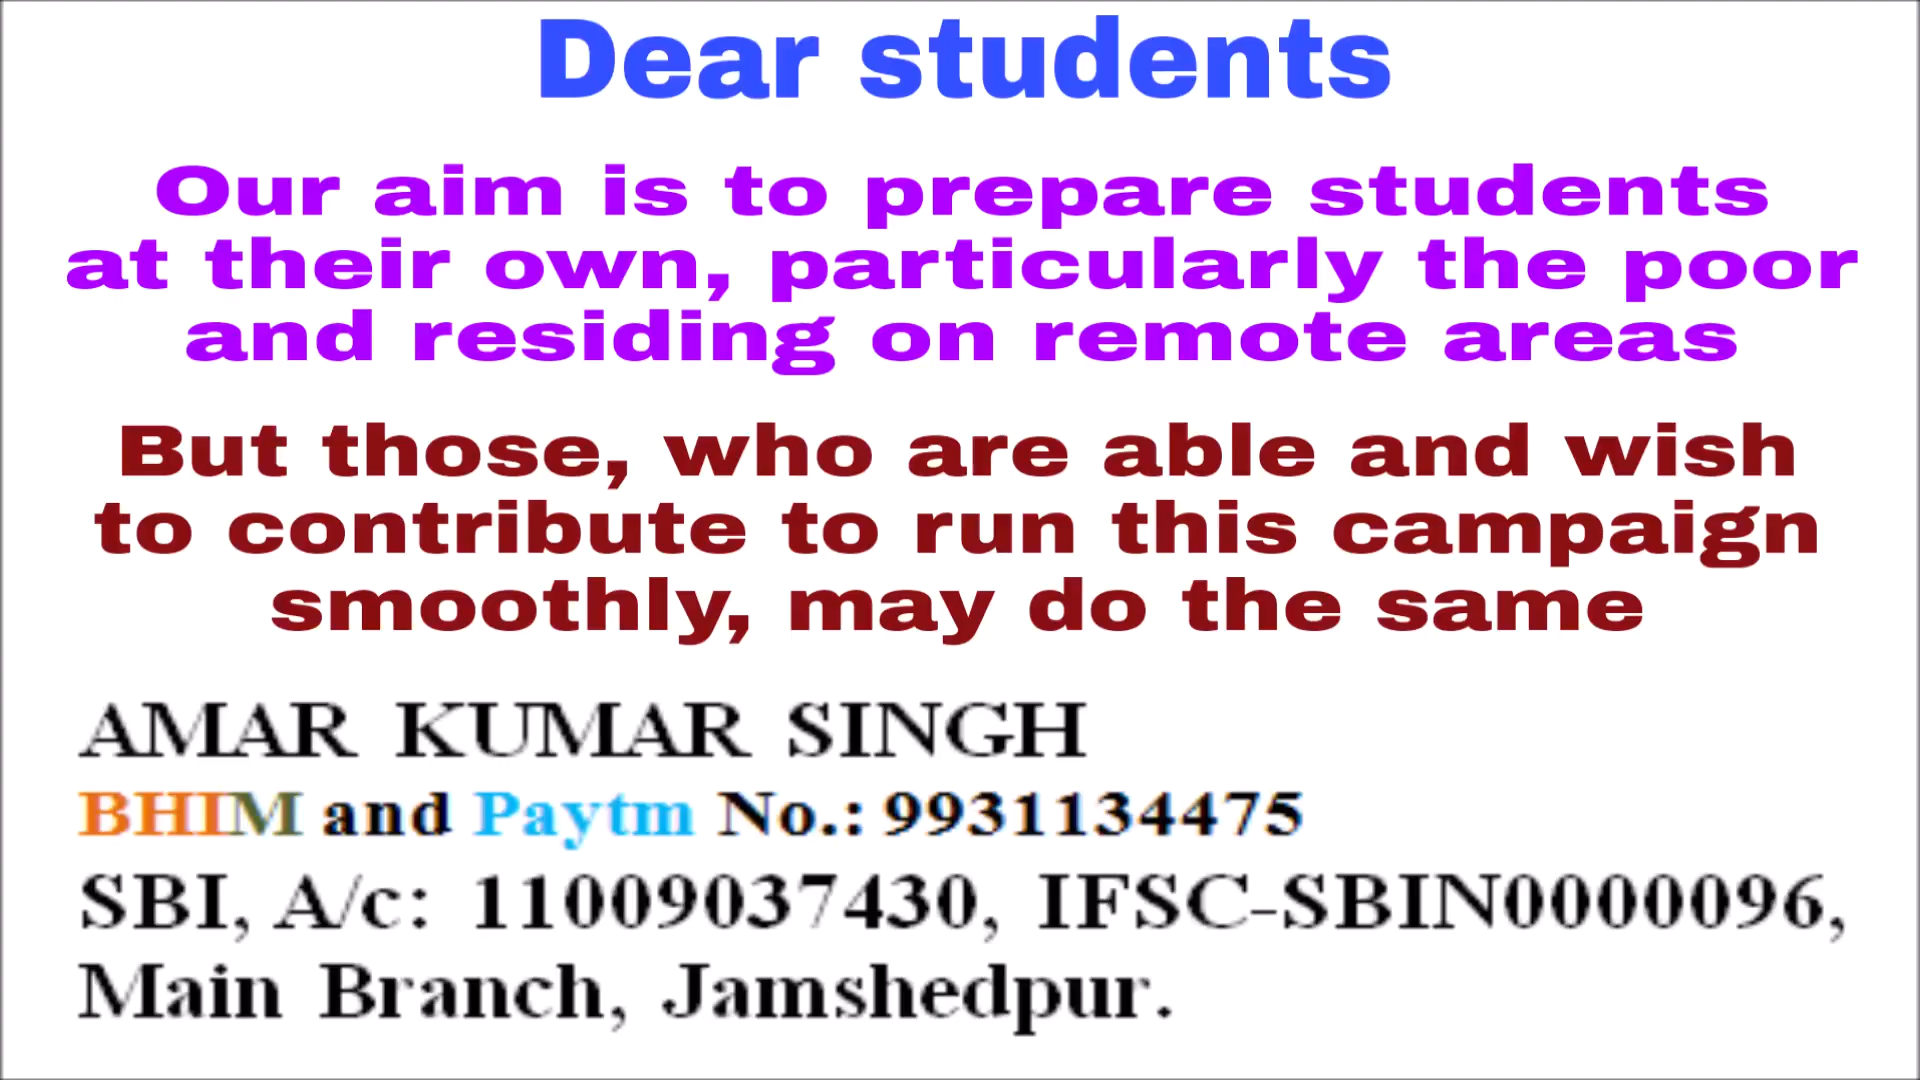 Dear students
Our aim is to prepare students
at their own, particularly the poor
and residing on remote areas
But those, who are able and wish
to contribute to run this campaign
smoothly, may do the same
AMAR KUMAR SINGH
BHIM and Paytm No.: 9931134475
SBI, A/c: 11009037430, IFSC-SBIN0000096,
Main Branch, Jamshedpur.